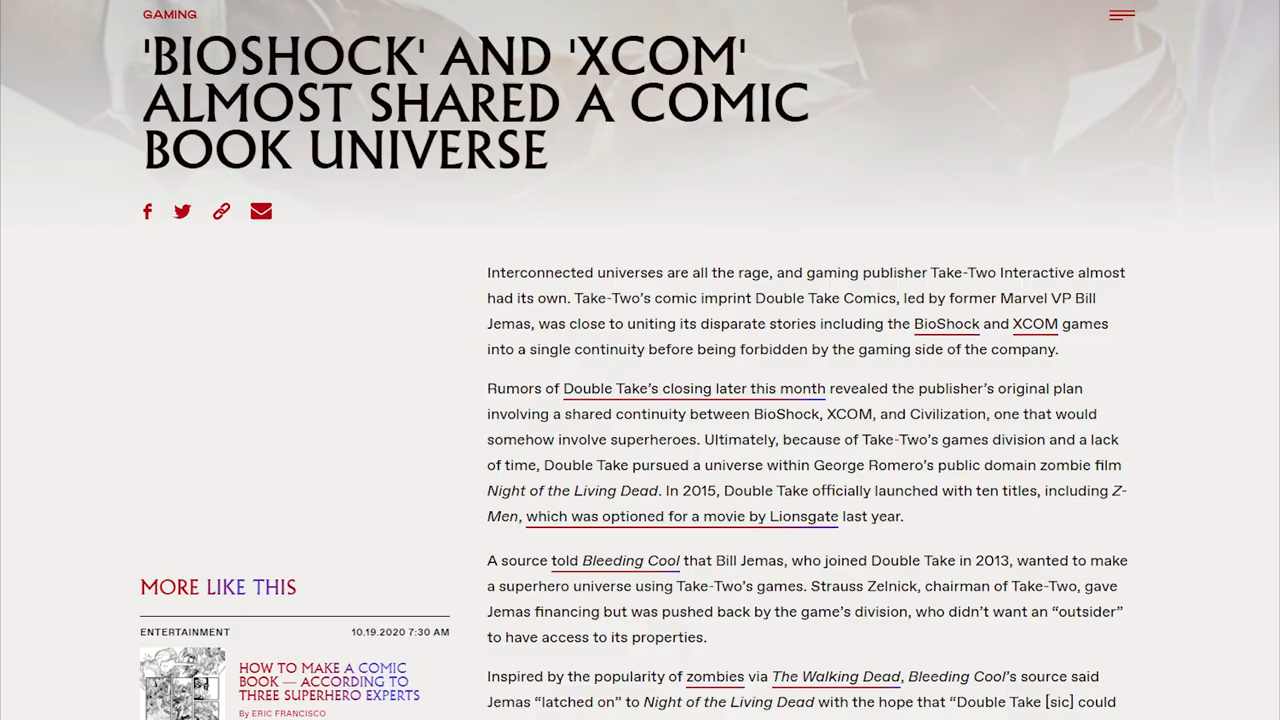 GAMING
'BIOSHOCK' AND 'XCOM'
ALMOST SHARED A COMIC
BOOK UNIVERSE
Interconnected universes are all the rage, and gaming publisher Take-Two Interactive almost
had its own. Take-Two’s comic imprint Double Take Comics, led by former Marvel VP Bill
Jemas, was close to uniting its disparate stories including the BioShock and XCOM games
into a single continuity before being forbidden by the gaming side of the company.
Rumors of Double Take’s closing later this month revealed the publisher’s original plan
involving a shared continuity between BioShock, XCOM, and Civilization, one that would
somehow involve superheroes. Ultimately, because of Take-Two’s games division and a lack
of time, Double Take pursued a universe within George Romero’s public domain zombie film
Night of the Living Dead. In 2015, Double Take officially launched with ten titles, including Z-
Men, which was optioned for a movie by Lionsgate last year.
A source told Bleeding Cool that Bill Jemas, who joined Double Take in 2013, wanted to make
a superhero universe using Take-Two’s games. Strauss Zelnick, chairman of Take-Two, gave
Jemas financing but was pushed back by the game’s division, who didn’t want an “outsider”
to have access to its properties.
Inspired by the popularity of zombies via The Walking Dead, Bleeding Cool’s source said
Jemas “latched on” to Night of the Living Dead with the hope that “Double Take [sic] could
MORE LIKE THIS
ENTERTAINMENT 10.19.2020 7:30 AM
HOW TO MAKE A COMIC
BOOK — ACCORDING TO
THREE SUPERHERO EXPERTS
By ERIC FRANCISCO